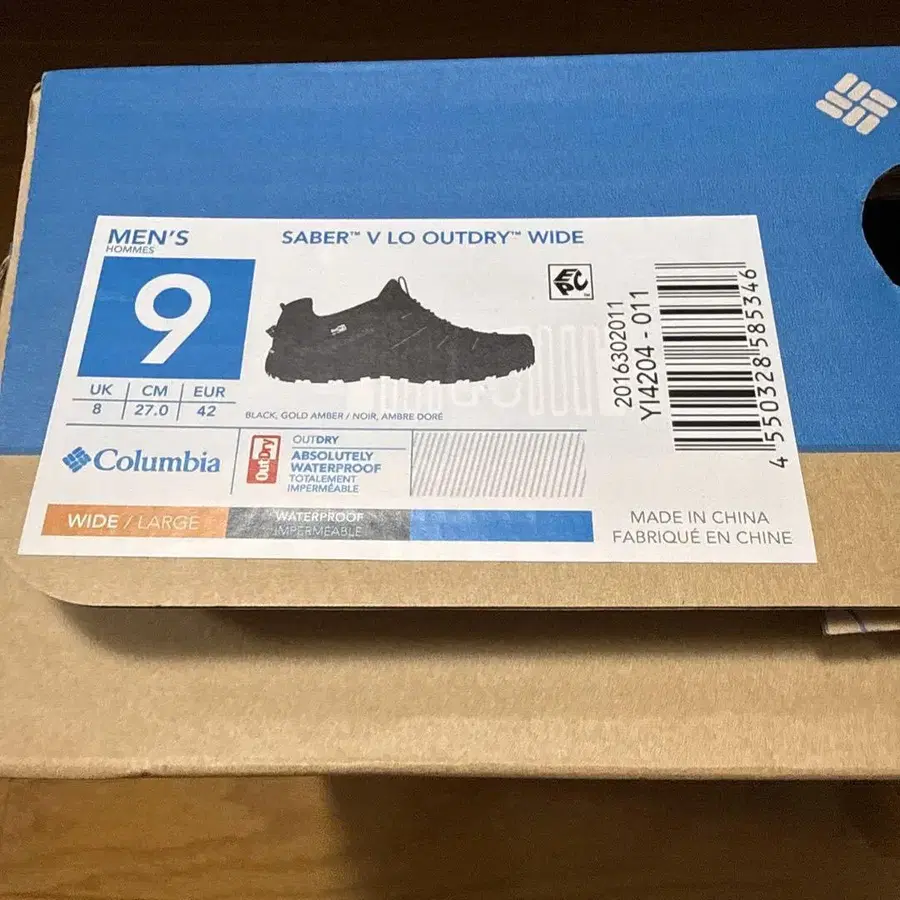 MEN'S
HOMMES
SABER™ V LO OUTDRY™ WIDE
9
UK CM EUR
8 27.0 42
BLACK, GOLD AMBER / NOIR, AMBRE DORÉ
EPC
2016302011
YI4204 - 011
4 550328 585346
Columbia
OutDry
OUTDRY
ABSOLUTELY
WATERPROOF
TOTALEMENT
IMPERMÉABLE
WIDE / LARGE
WATERPROOF
IMPERMÉABLE
MADE IN CHINA
FABRIQUÉ EN CHINE